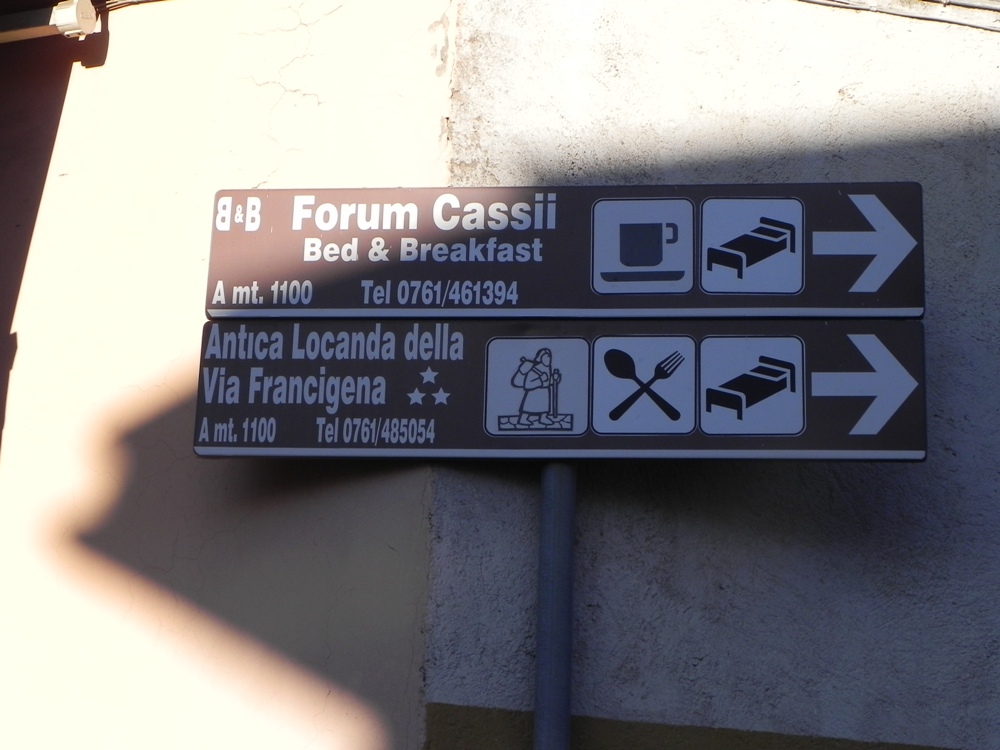 B&B Forum Cassii
Bed & Breakfast
A mt. 1100 Tel 0761/461394
Antica Locanda della
Via Francigena
A mt. 1100 Tel 0761/485054